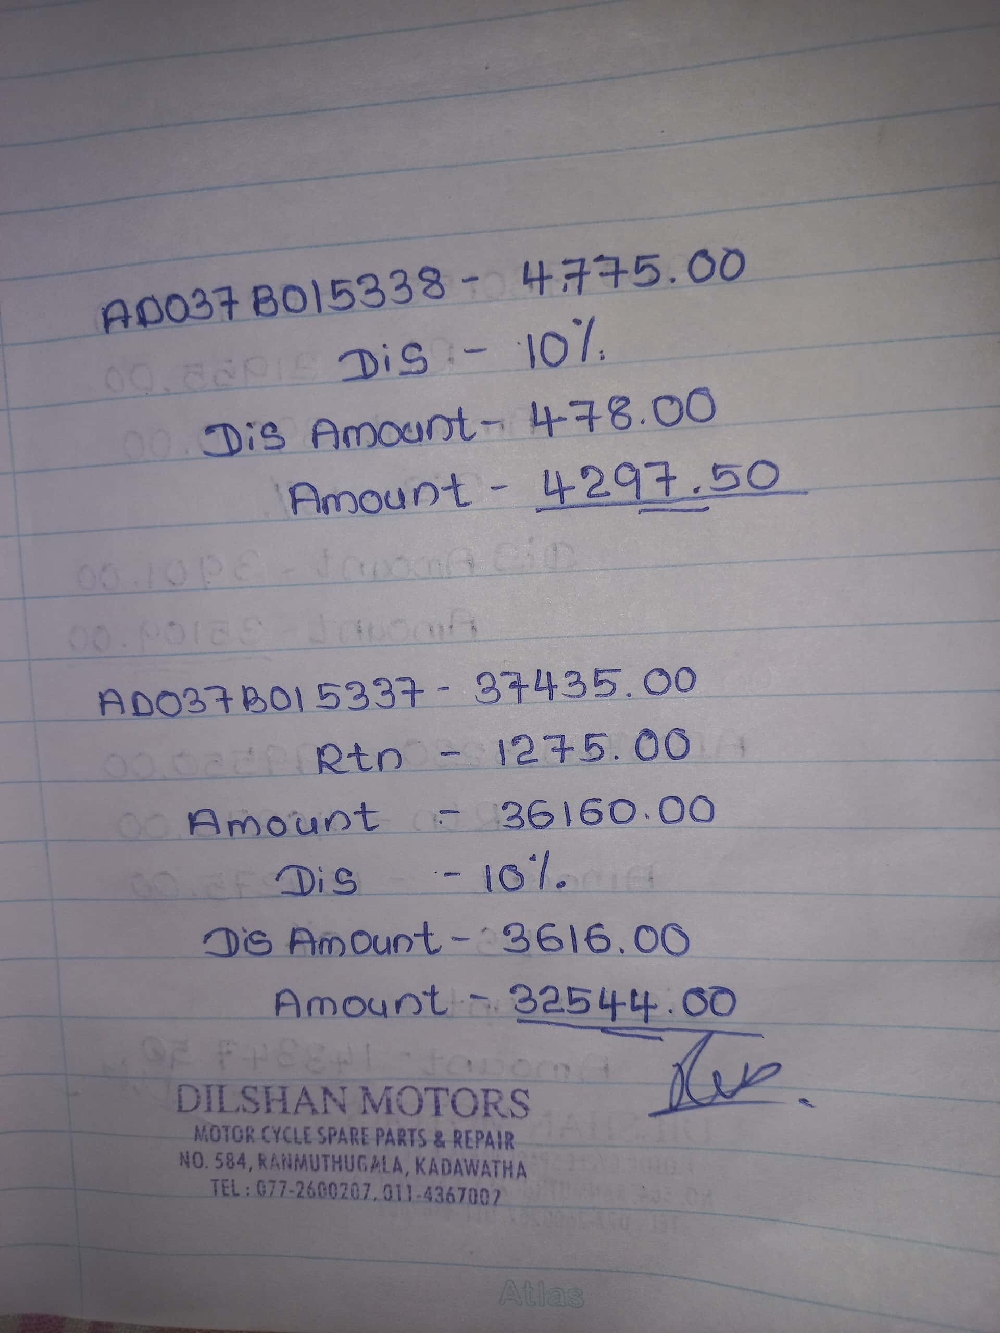 AD037B015338 - 4775.00
Dis - 10%
Dis Amount - 478.00
Amount - 4297.50
AD037B015337 - 37435.00
Rtn - 1275.00
Amount - 36160.00
Dis - 10%
Dis Amount - 3616.00
Amount - 32544.00
DILSHAN MOTORS
MOTOR CYCLE SPARE PARTS & REPAIR
NO. 584, RANMUTHUGALA, KADAWATHA
TEL : 077-2600207, 011-4367002
Atlas